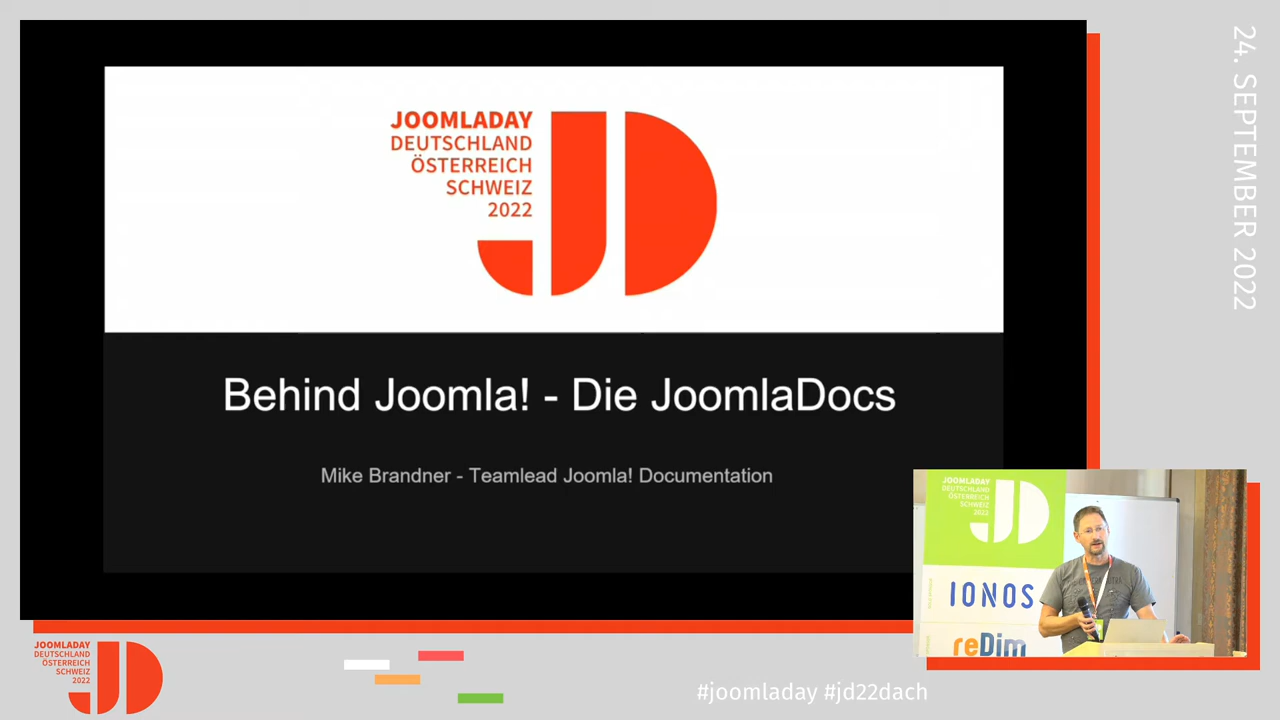 JOOMLADAY
DEUTSCHLAND
ÖSTERREICH
SCHWEIZ
2022
Behind Joomla! - Die JoomlaDocs
Mike Brandner - Teamlead Joomla! Documentation
24. SEPTEMBER 2022
JOOMLADAY
DEUTSCHLAND
ÖSTERREICH
SCHWEIZ
2022
IONOS
reDim
JOOMLADAY
DEUTSCHLAND
ÖSTERREICH
SCHWEIZ
2022
#joomladay #jd22dach